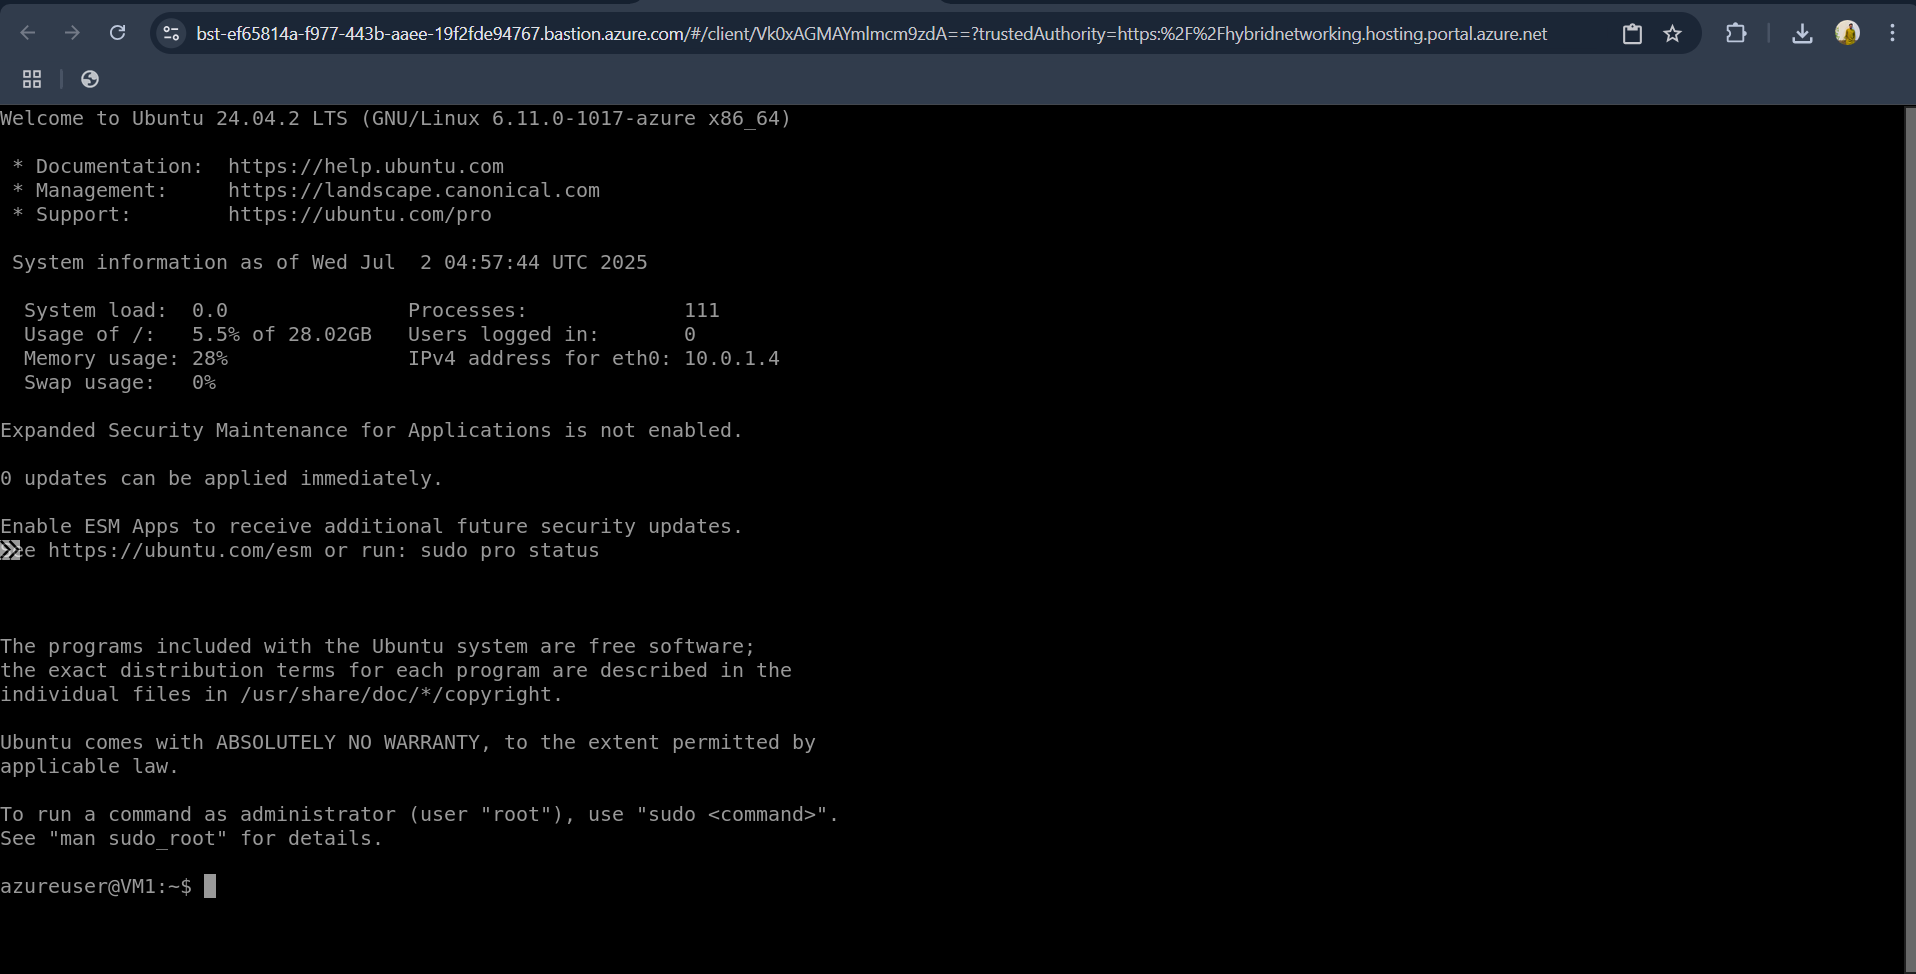 bst-ef65814a-f977-443b-aaee-19f2fde94767.bastion.azure.com/#/client/Vk0xAGMAYmlmcm9zdA==?trustedAuthority=https:%2F%2Fhybridnetworking.hosting.portal.azure.net
Welcome to Ubuntu 24.04.2 LTS (GNU/Linux 6.11.0-1017-azure x86_64)
* Documentation:  https://help.ubuntu.com
* Management:     https://landscape.canonical.com
* Support:        https://ubuntu.com/pro
System information as of Wed Jul  2 04:57:44 UTC 2025
System load:  0.0               Processes:             111
Usage of /:   5.5% of 28.02GB   Users logged in:       0
Memory usage: 28%               IPv4 address for eth0: 10.0.1.4
Swap usage:   0%
Expanded Security Maintenance for Applications is not enabled.
0 updates can be applied immediately.
Enable ESM Apps to receive additional future security updates.
ee https://ubuntu.com/esm or run: sudo pro status
The programs included with the Ubuntu system are free software;
the exact distribution terms for each program are described in the
individual files in /usr/share/doc/*/copyright.
Ubuntu comes with ABSOLUTELY NO WARRANTY, to the extent permitted by
applicable law.
To run a command as administrator (user "root"), use "sudo <command>".
See "man sudo_root" for details.
azureuser@VM1:~$